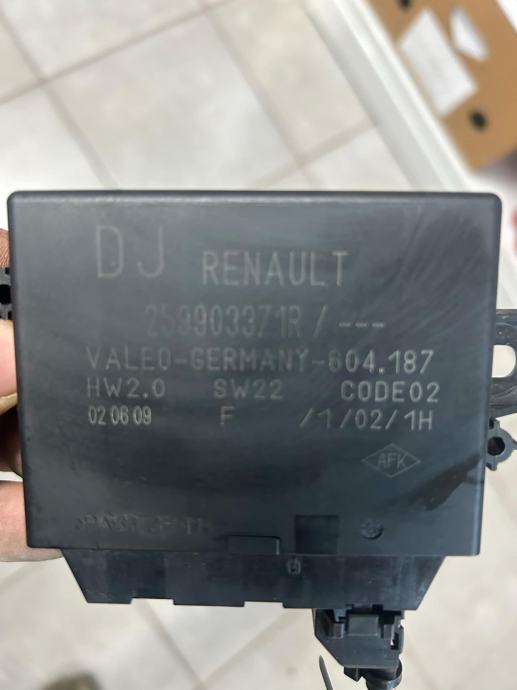 DJ RENAULT
259903371R / ---
VALEO-GERMANY-604.187
HW2.0 SW22 CODE02
02 06 09 F /1/02/1H
AFK